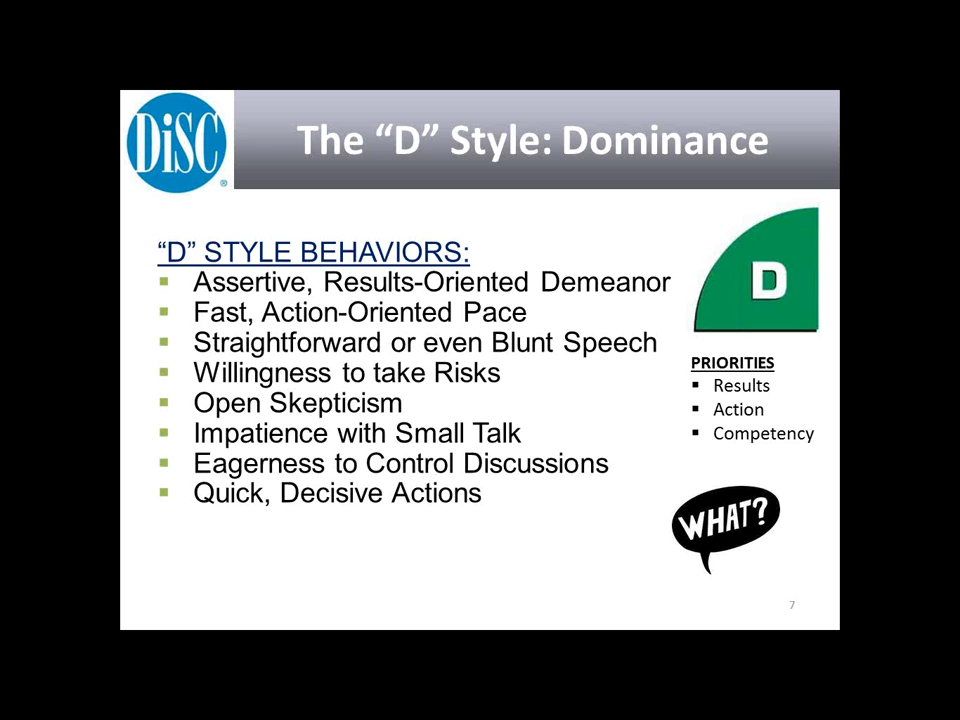 DiSC®
The “D” Style: Dominance
“D” STYLE BEHAVIORS:
▪ Assertive, Results-Oriented Demeanor
▪ Fast, Action-Oriented Pace
▪ Straightforward or even Blunt Speech
▪ Willingness to take Risks
▪ Open Skepticism
▪ Impatience with Small Talk
▪ Eagerness to Control Discussions
▪ Quick, Decisive Actions
D
PRIORITIES
▪ Results
▪ Action
▪ Competency
WHAT?
7